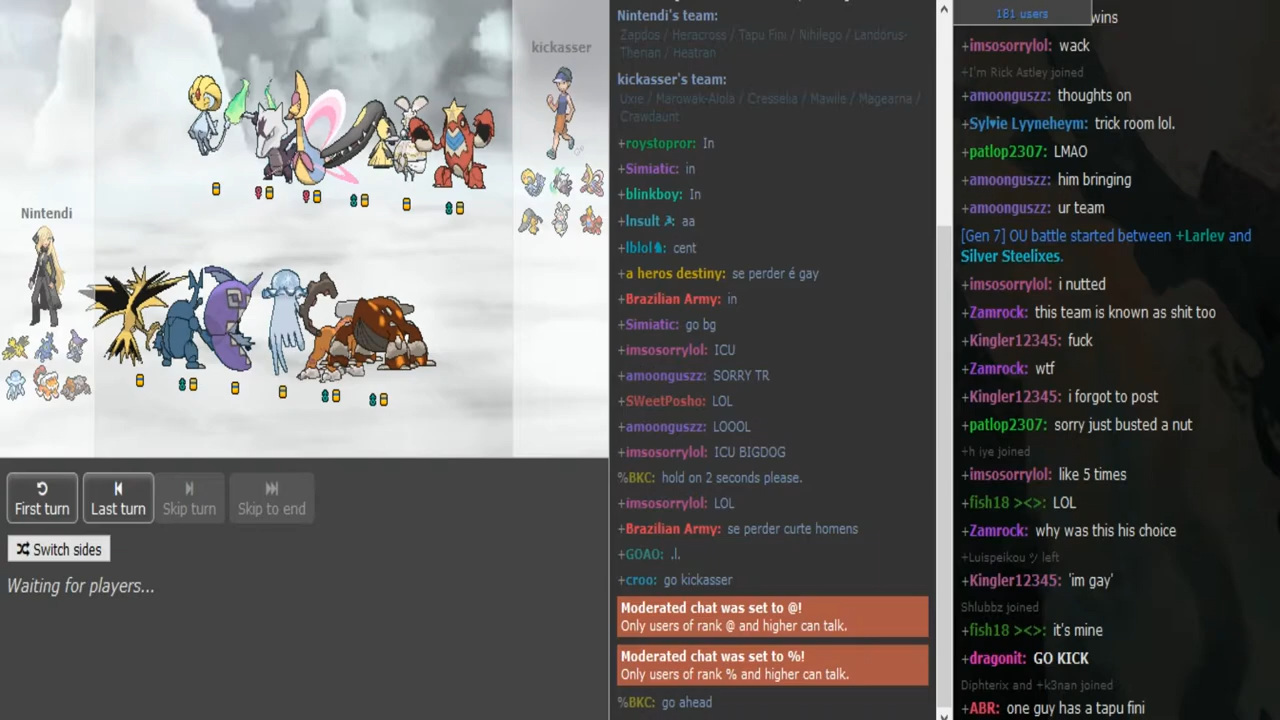 Nintendi
kickasser
First turn
Last turn
Skip turn
Skip to end
Switch sides
Waiting for players...
Nintendi's team:
Zapdos / Heracross / Tapu Fini / Nihilego / Landorus-
Therian / Heatran
kickasser's team:
Uxie / Marowak-Alola / Cresselia / Mawile / Magearna /
Crawdaunt
+roystopror: In
+Simiatic: in
+blinkboy: In
+lnsult: aa
+lblol♞: cent
+a heros destiny: se perder é gay
+Brazilian Army: in
+Simiatic: go bg
+imsosorrylol: ICU
+amoonguszz: SORRY TR
+SWeetPosho: LOL
+amoonguszz: LOOOL
+imsosorrylol: ICU BIGDOG
%BKC: hold on 2 seconds please.
+imsosorrylol: LOL
+Brazilian Army: se perder curte homens
+GOAO: .l.
+croo: go kickasser
Moderated chat was set to @!
Only users of rank @ and higher can talk.
Moderated chat was set to %!
Only users of rank % and higher can talk.
%BKC: go ahead
181 users
wins
+imsosorrylol: wack
+I'm Rick Astley joined
+amoonguszz: thoughts on
+Syl♥ie Lyyneheym: trick room lol.
+patlop2307: LMAO
+amoonguszz: him bringing
+amoonguszz: ur team
[Gen 7] OU battle started between +Larlev and
Silver Steelixes.
+imsosorrylol: i nutted
+Zamrock: this team is known as shit too
+Kingler12345: fuck
+Zamrock: wtf
+Kingler12345: i forgot to post
+patlop2307: sorry just busted a nut
+h iye joined
+imsosorrylol: like 5 times
+fish18 ><>: LOL
+Zamrock: why was this his choice
+Luispeikou ツ left
+Kingler12345: 'im gay'
Shlubbz joined
+fish18 ><>: it's mine
+dragonit: GO KICK
Diphterix and +k3nan joined
+ABR: one guy has a tapu fini